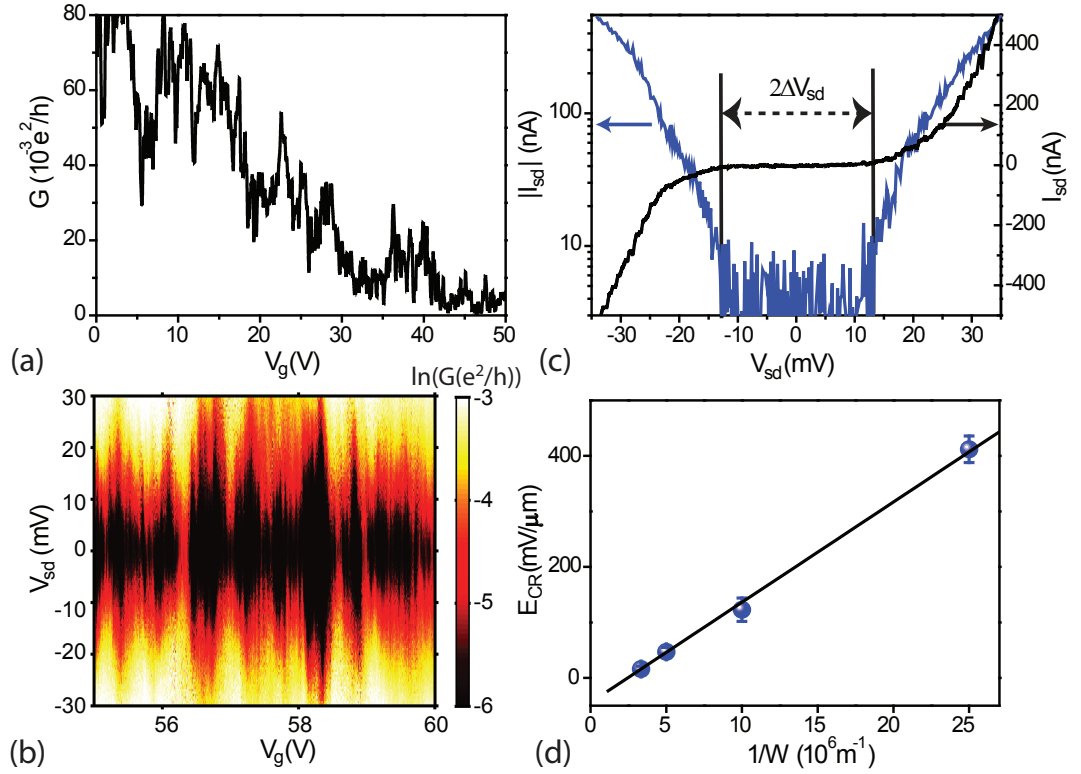 80
60
40
20
0
G (10⁻³e²/h)
0 10 20 30 40 50
V_g(V)
(a)
100
10
||I_sd| (nA)
2ΔV_sd
400
200
0
-200
-400
I_sd(nA)
-30 -20 -10 0 10 20 30
V_sd(mV)
(c)
ln(G(e²/h))
30
20
10
0
-10
-20
-30
V_sd (mV)
56 58 60
V_g(V)
-3
-4
-5
-6
(b)
400
200
0
E_CR(mV/μm)
0 5 10 15 20 25
1/W (10⁶m⁻¹)
(d)